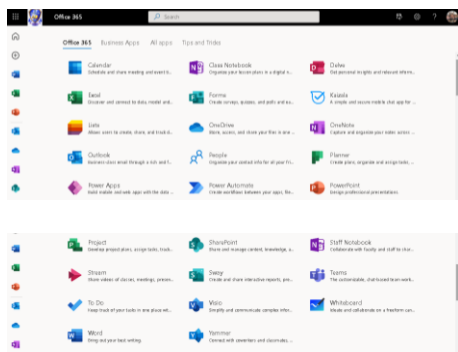 Office 365
Search
Office 365 Business Apps All apps Tips and Tricks
Calendar
Schedule and share meeting and event ti..
Class Notebook
Organize your lesson plans in a digital n..
Delve
Get personal insights and relevant inform..
Excel
Discover and connect to data, model and..
Forms
Create surveys, quizzes, and polls and ea..
Kaizala
A simple and secure mobile chat app for ..
Lists
Allows users to create, share, and track d..
OneDrive
Store, access, and share your files in one ..
OneNote
Capture and organize your notes across ..
Outlook
Business-class email through a rich and f..
People
Organize your contact info for all your fri..
Planner
Create plans, organize and assign tasks, ..
Power Apps
Build mobile and web apps with the data ..
Power Automate
Create workflows between your apps, file..
PowerPoint
Design professional presentations.
Project
Develop project plans, assign tasks, track..
SharePoint
Share and manage content, knowledge, a..
Staff Notebook
Collaborate with faculty and staff to shar..
Stream
Share videos of classes, meetings, presen..
Sway
Create and share interactive reports, pre..
Teams
The customizable, chat-based team work..
To Do
Keep track of your tasks in one place wit..
Visio
Simplify and communicate complex infor..
Whiteboard
Ideate and collaborate on a freeform can..
Word
Bring out your best writing.
Yammer
Connect with coworkers and classmates ..